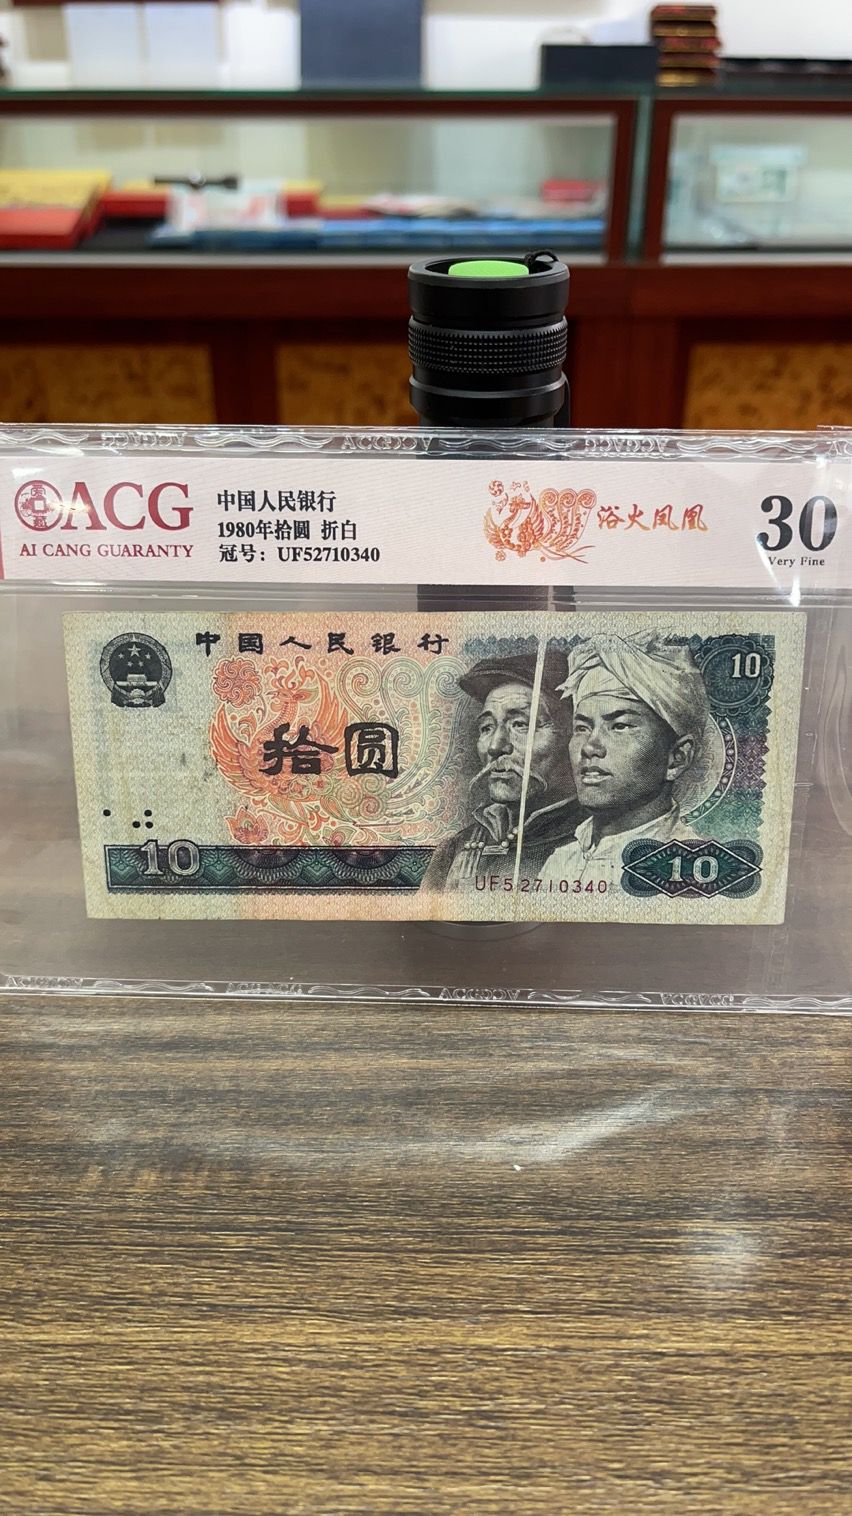 ACG
AI CANG GUARANTY
中国人民银行
1980年拾圆 折白
冠号：UF52710340
浴火凤凰
30
Very Fine
中国人民银行
10
拾圆
10
UF52710340
10